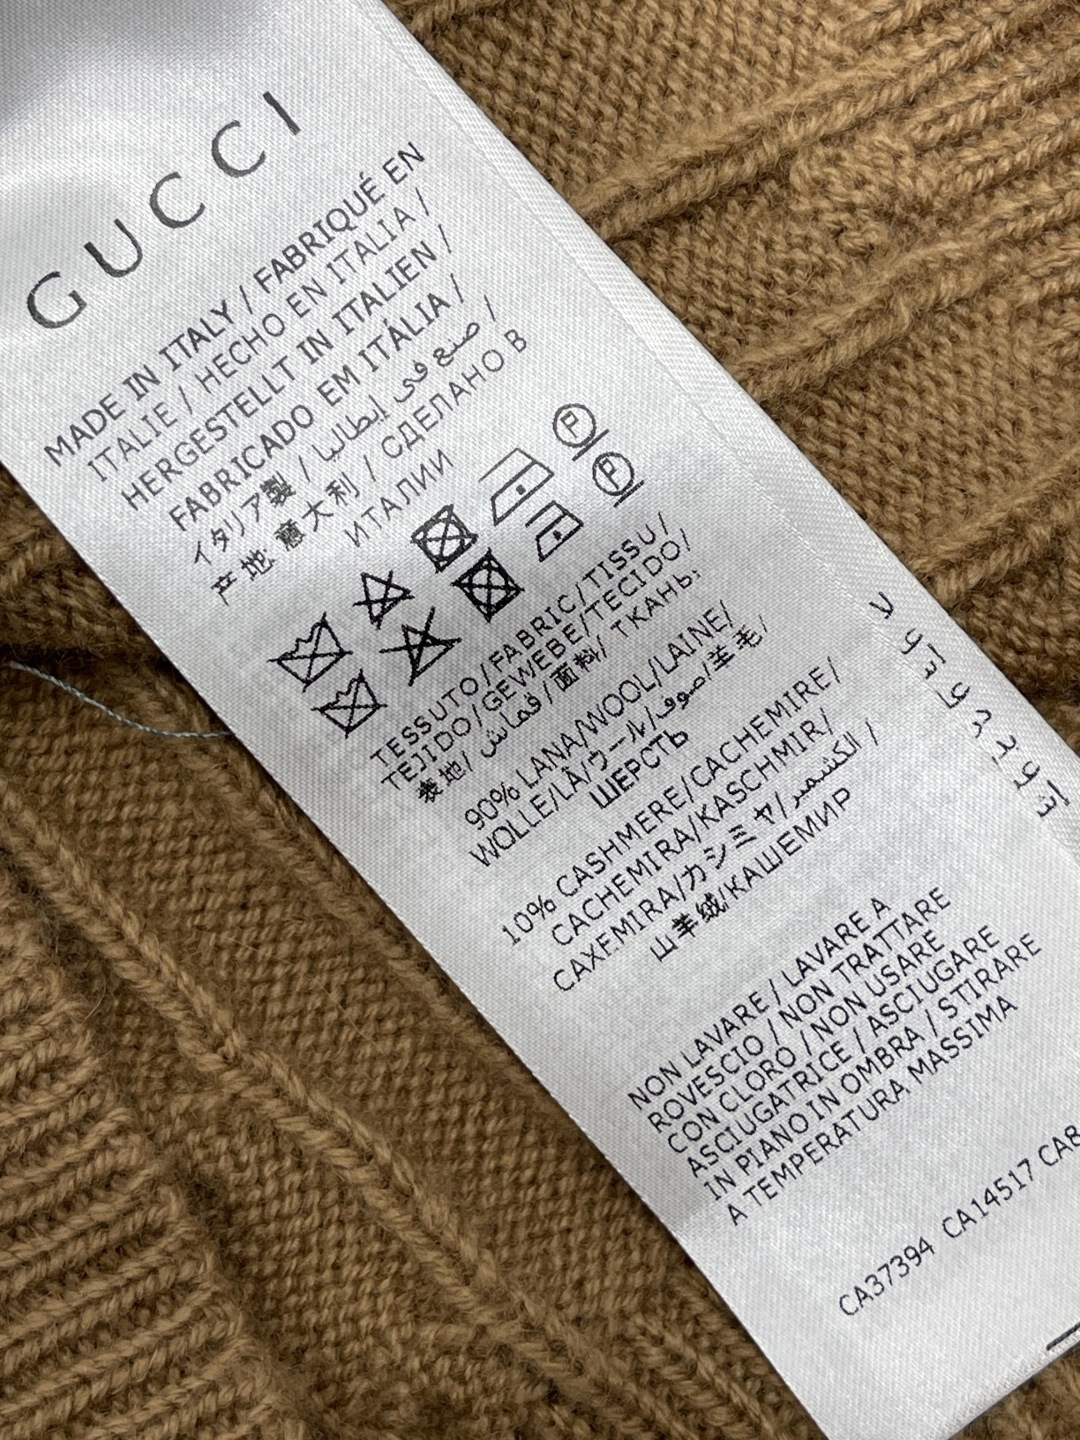 GUCCI
MADE IN ITALY / FABRIQUÉ EN
ITALIE / HECHO EN ITALIA /
HERGESTELLT IN ITALIEN /
FABRICADO EM ITÁLIA /
イタリア製 / صنع فى إيطاليا /
产地 意大利 / СДЕЛАНО В
ИТАЛИИ
P
P
TESSUTO/FABRIC/TISSU/
TEJIDO/GEWEBE/TECIDO/
表地/ قماش/面料/ ТКАНЬ:
90% LANA/WOOL/LAINE/
WOLLE/LÃ/ウール/صوف/羊毛/
ШЕРСТЬ
10% CASHMERE/CACHEMIRE/
CACHEMIRA/KASCHMIR/
CAXEMIRA/カシミヤ/الكشمير /
山羊绒/КАШЕМИР
NON LAVARE / LAVARE A
ROVESCIO / NON TRATTARE
CON CLORO / NON USARE
ASCIUGATRICE / ASCIUGARE
IN PIANO IN OMBRA / STIRARE
A TEMPERATURA MASSIMA
CA37394 CA14517 CA8